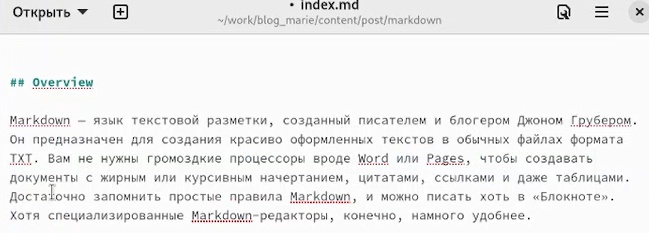 Открыть
• index.md
~/work/blog_marie/content/post/markdown
## Overview
Markdown — язык текстовой разметки, созданный писателем и блогером Джоном Грубером.
Он предназначен для создания красиво оформленных текстов в обычных файлах формата
TXT. Вам не нужны громоздкие процессоры вроде Word или Pages, чтобы создавать
документы с жирным или курсивным начертанием, цитатами, ссылками и даже таблицами.
Достаточно запомнить простые правила Markdown, и можно писать хоть в «Блокноте».
Хотя специализированные Markdown-редакторы, конечно, намного удобнее.